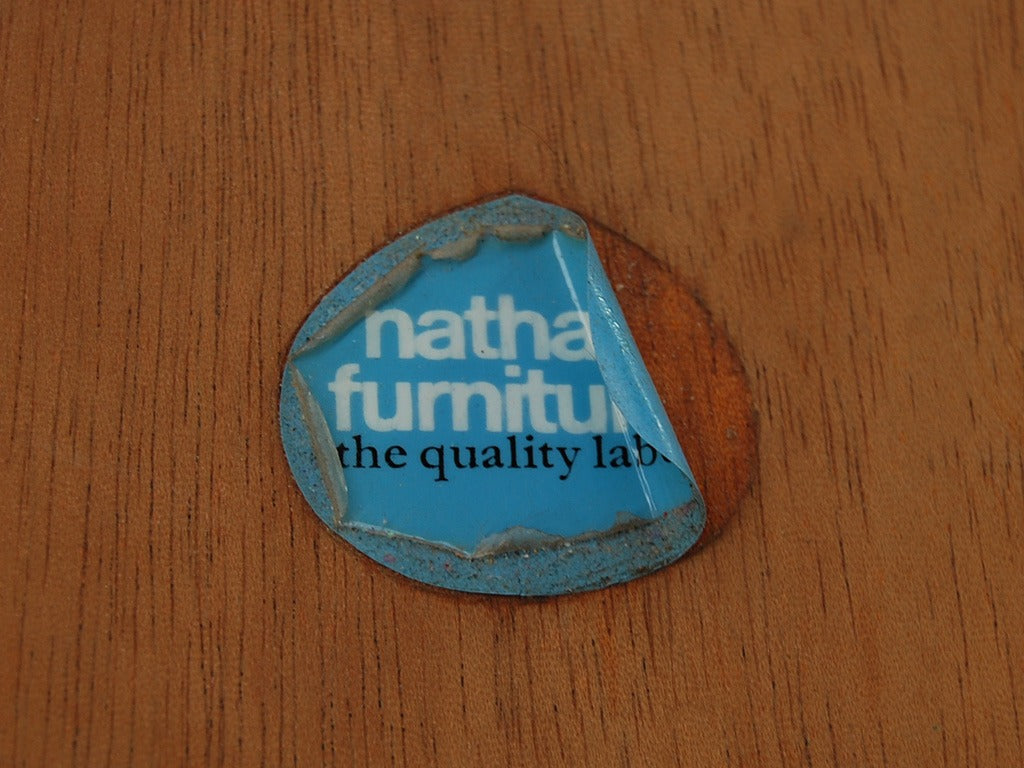 natha
furnitu
the quality lab